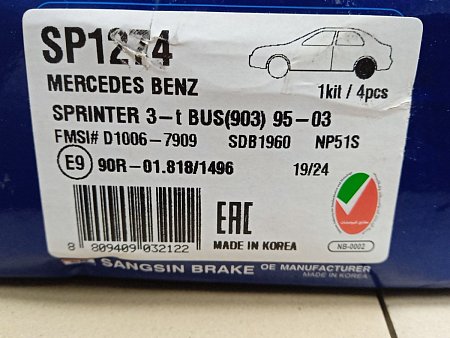 SP1274
MERCEDES BENZ
1kit / 4pcs
SPRINTER 3-t BUS(903) 95-03
FMSI# D1006-7909 SDB1960 NP51S
E9 90R-01.818/1496 19/24
EAC
8 809409 032122
MADE IN KOREA
NB-0002
SANGSIN BRAKE OE MANUFACTURER
MADE IN KOREA